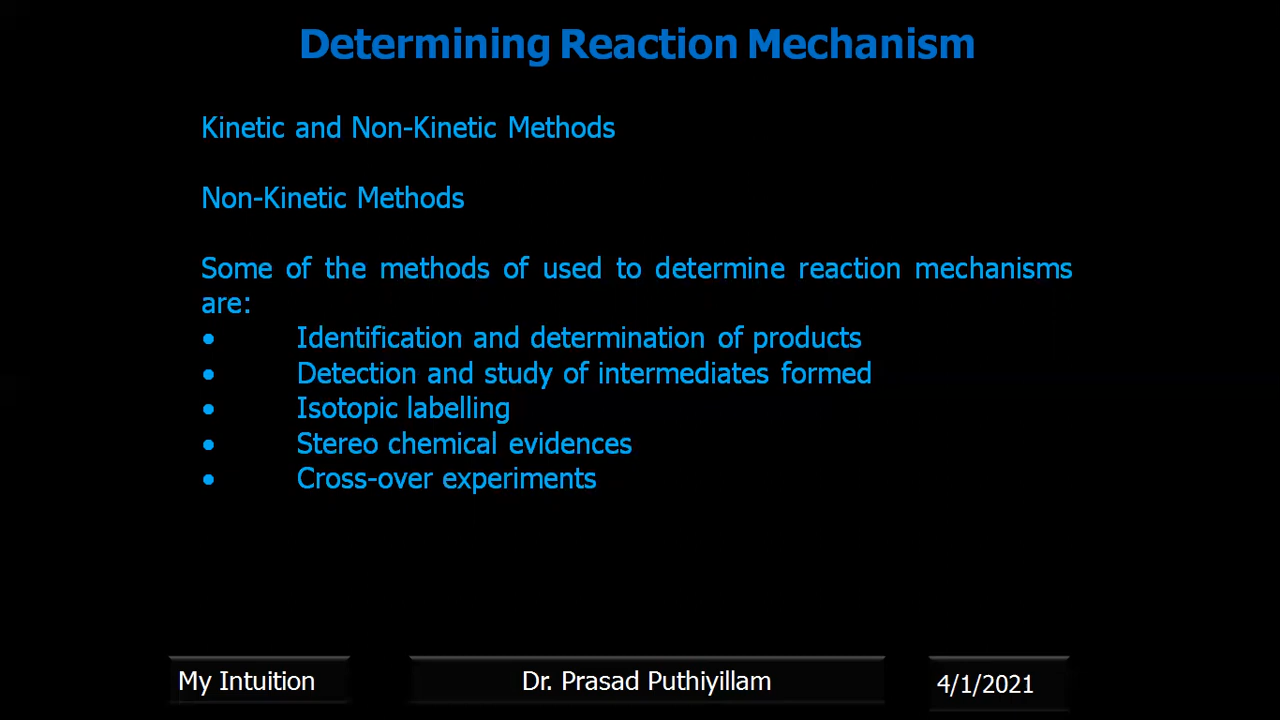 Determining Reaction Mechanism
Kinetic and Non-Kinetic Methods
Non-Kinetic Methods
Some of the methods of used to determine reaction mechanisms
are:
• Identification and determination of products
• Detection and study of intermediates formed
• Isotopic labelling
• Stereo chemical evidences
• Cross-over experiments
My Intuition
Dr. Prasad Puthiyillam
4/1/2021